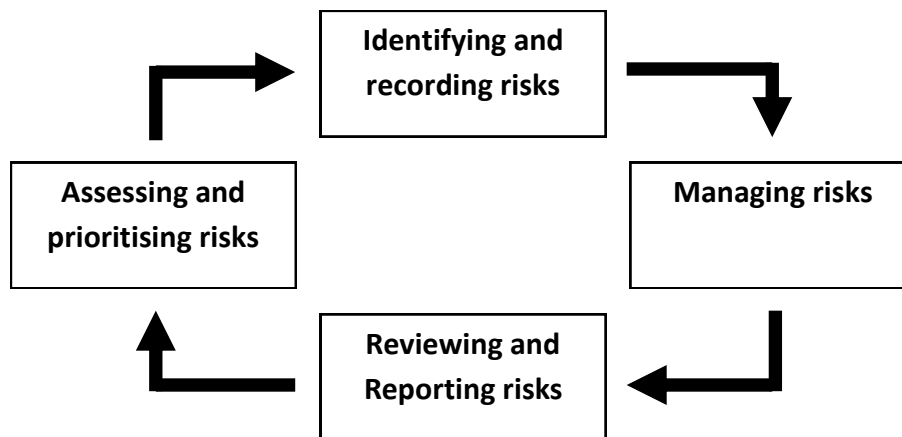 Identifying and
recording risks
Assessing and
prioritising risks
Managing risks
Reviewing and
Reporting risks